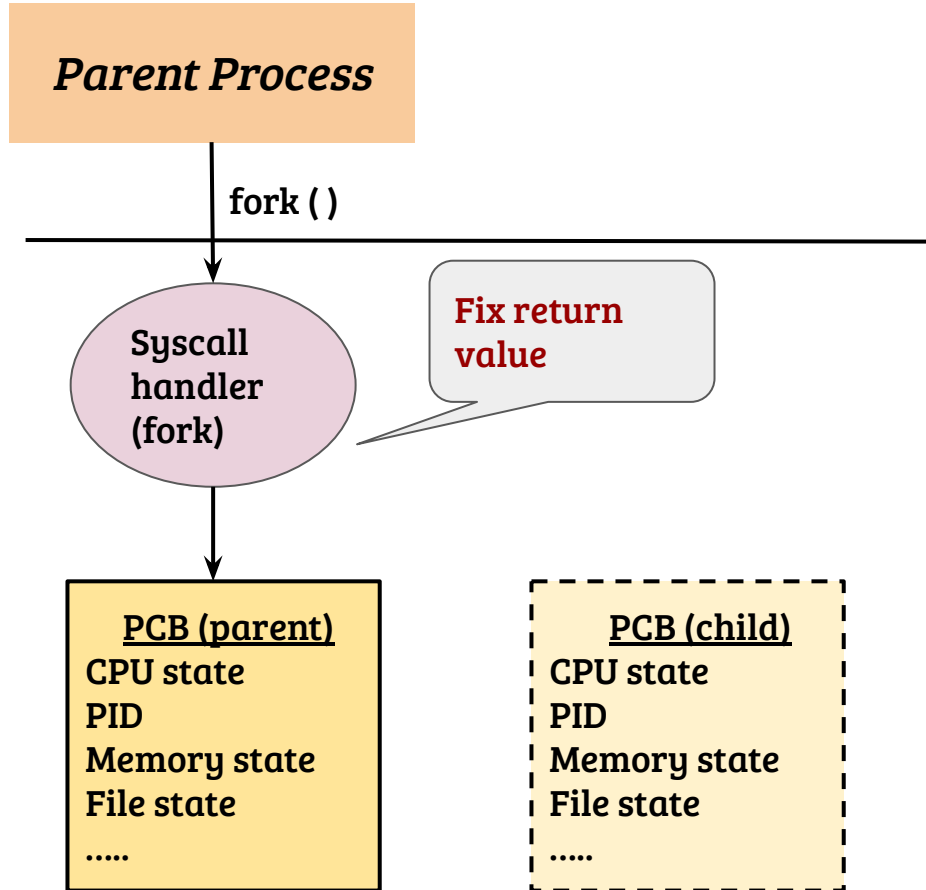 Parent Process
fork ( )
Fix return
value
Syscall
handler
(fork)
PCB (parent)
CPU state
PID
Memory state
File state
…..
PCB (child)
CPU state
PID
Memory state
File state
…..